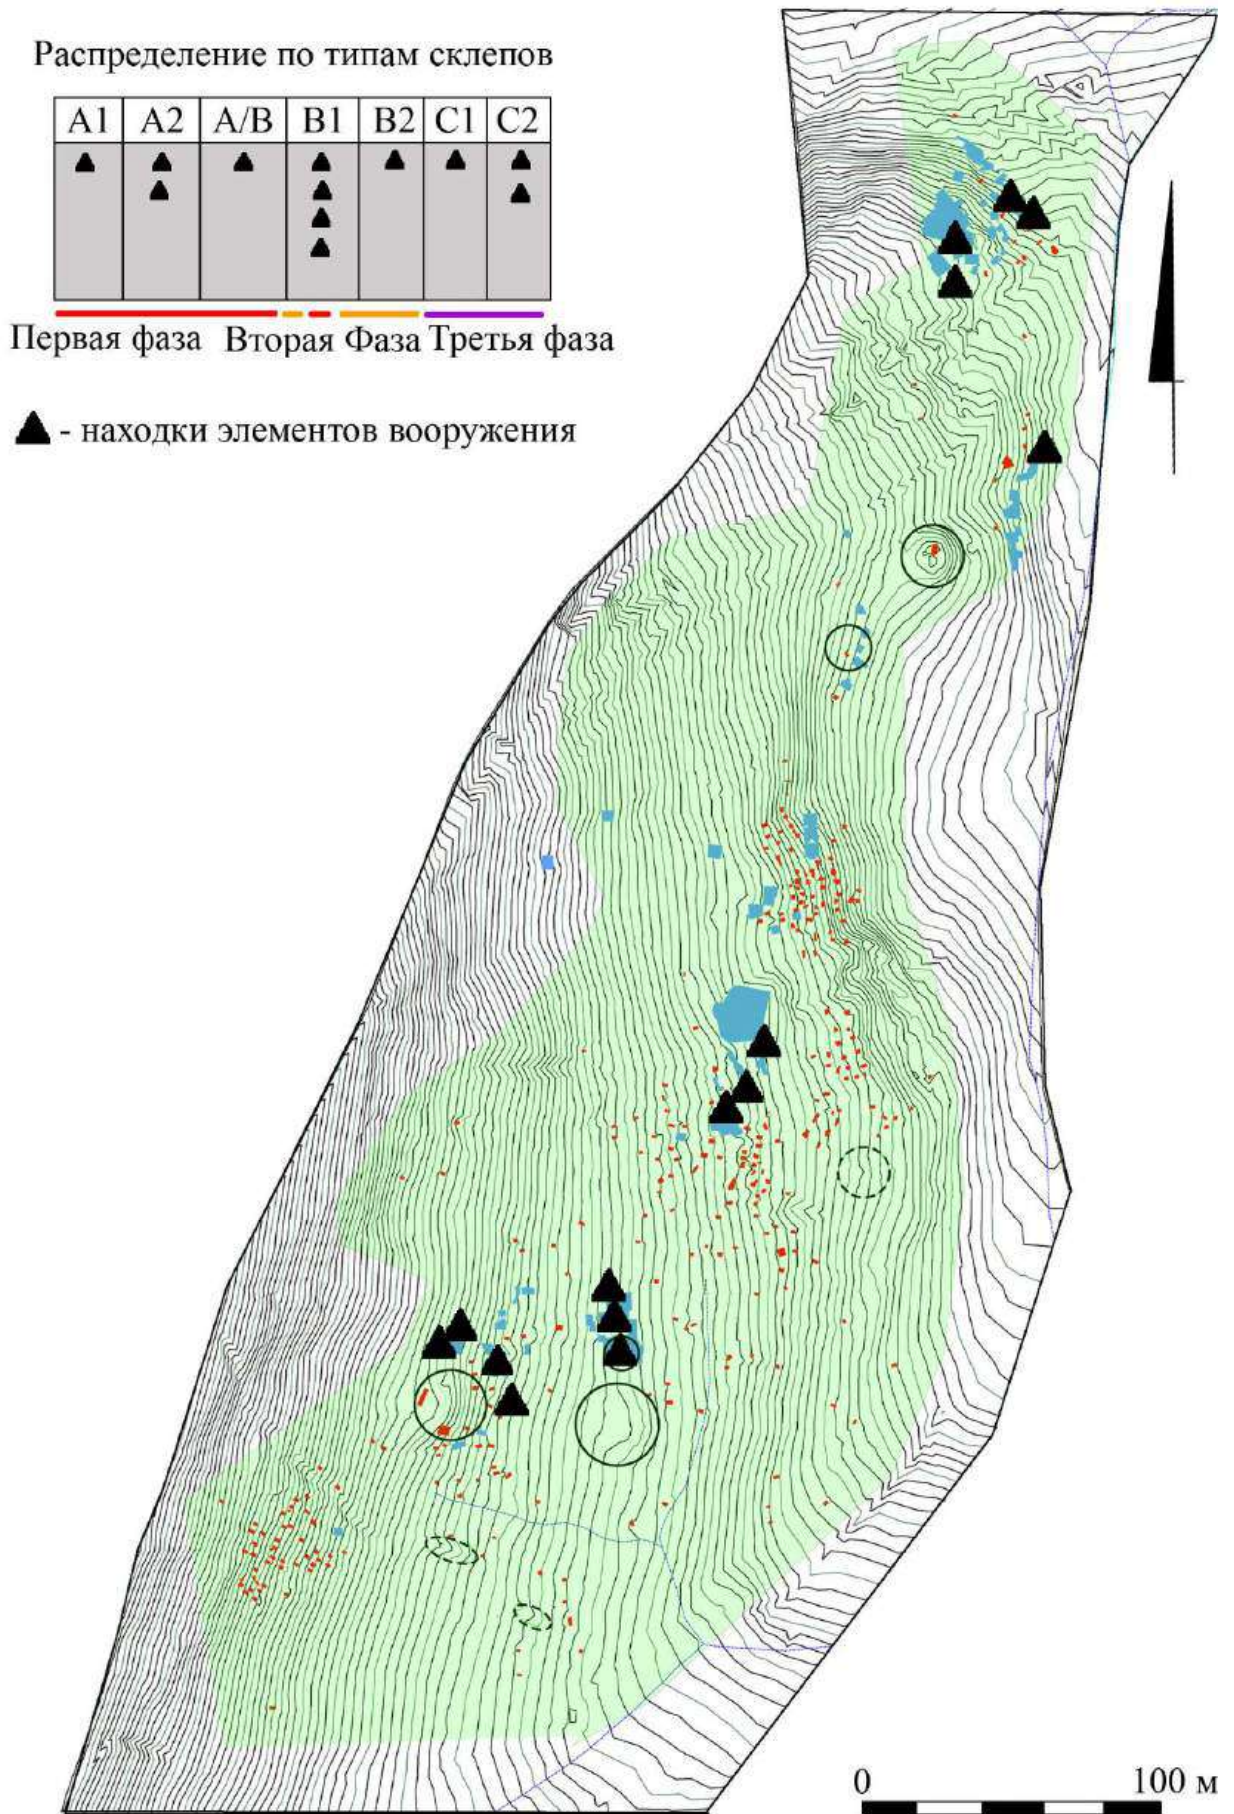 Распределение по типам склепов
A1 A2 A/B B1 B2 C1 C2
Первая фаза Вторая Фаза Третья фаза
- находки элементов вооружения
0 100 м